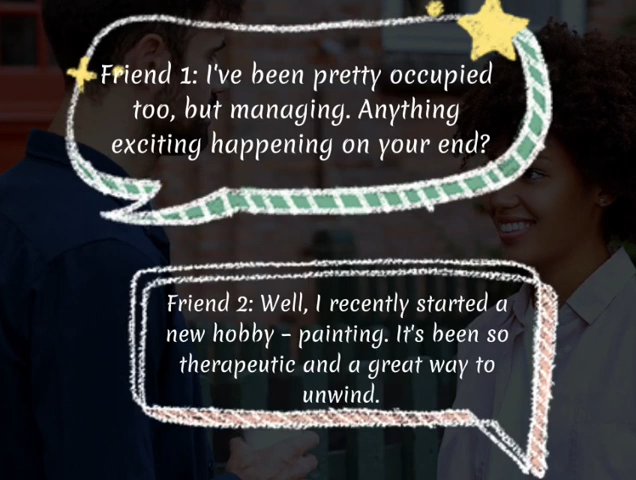 Friend 1: I've been pretty occupied
too, but managing. Anything
exciting happening on your end?
Friend 2: Well, I recently started a
new hobby – painting. It's been so
therapeutic and a great way to
unwind.